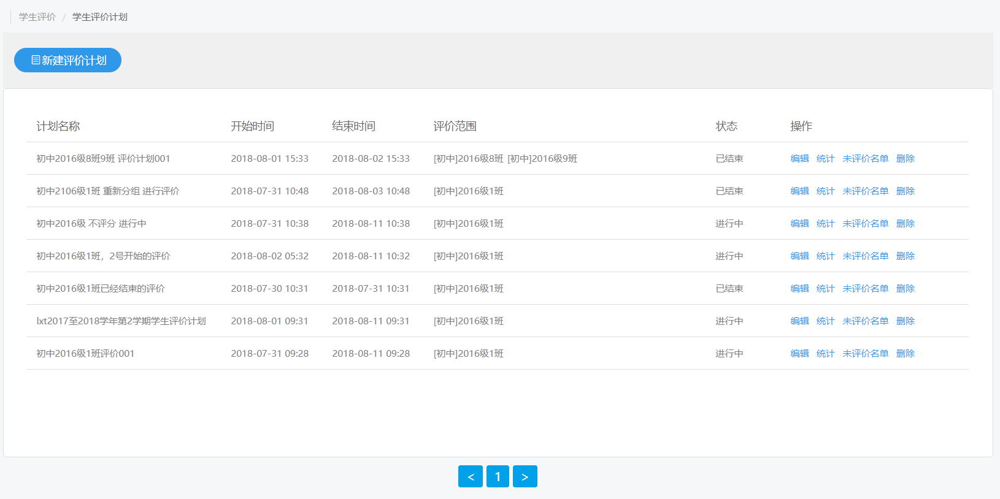 学生评价 / 学生评价计划
新建评价计划
计划名称 开始时间 结束时间 评价范围 状态 操作
初中2016级8班9班 评价计划001 2018-08-01 15:33 2018-08-02 15:33 [初中]2016级8班 [初中]2016级9班 已结束 编辑 统计 未评价名单 删除
初中2106级1班 重新分组 进行评价 2018-07-31 10:48 2018-08-03 10:48 [初中]2016级1班 已结束 编辑 统计 未评价名单 删除
初中2016级 不评分 进行中 2018-07-31 10:38 2018-08-11 10:38 [初中]2016级1班 进行中 编辑 统计 未评价名单 删除
初中2016级1班，2号开始的评价 2018-08-02 05:32 2018-08-11 10:32 [初中]2016级1班 进行中 编辑 统计 未评价名单 删除
初中2016级1班已经结束的评价 2018-07-30 10:31 2018-07-31 10:31 [初中]2016级1班 已结束 编辑 统计 未评价名单 删除
lxt2017至2018学年第2学期学生评价计划 2018-08-01 09:31 2018-08-11 09:31 [初中]2016级1班 进行中 编辑 统计 未评价名单 删除
初中2016级1班评价001 2018-07-31 09:28 2018-08-11 09:28 [初中]2016级1班 进行中 编辑 统计 未评价名单 删除
< 1 >